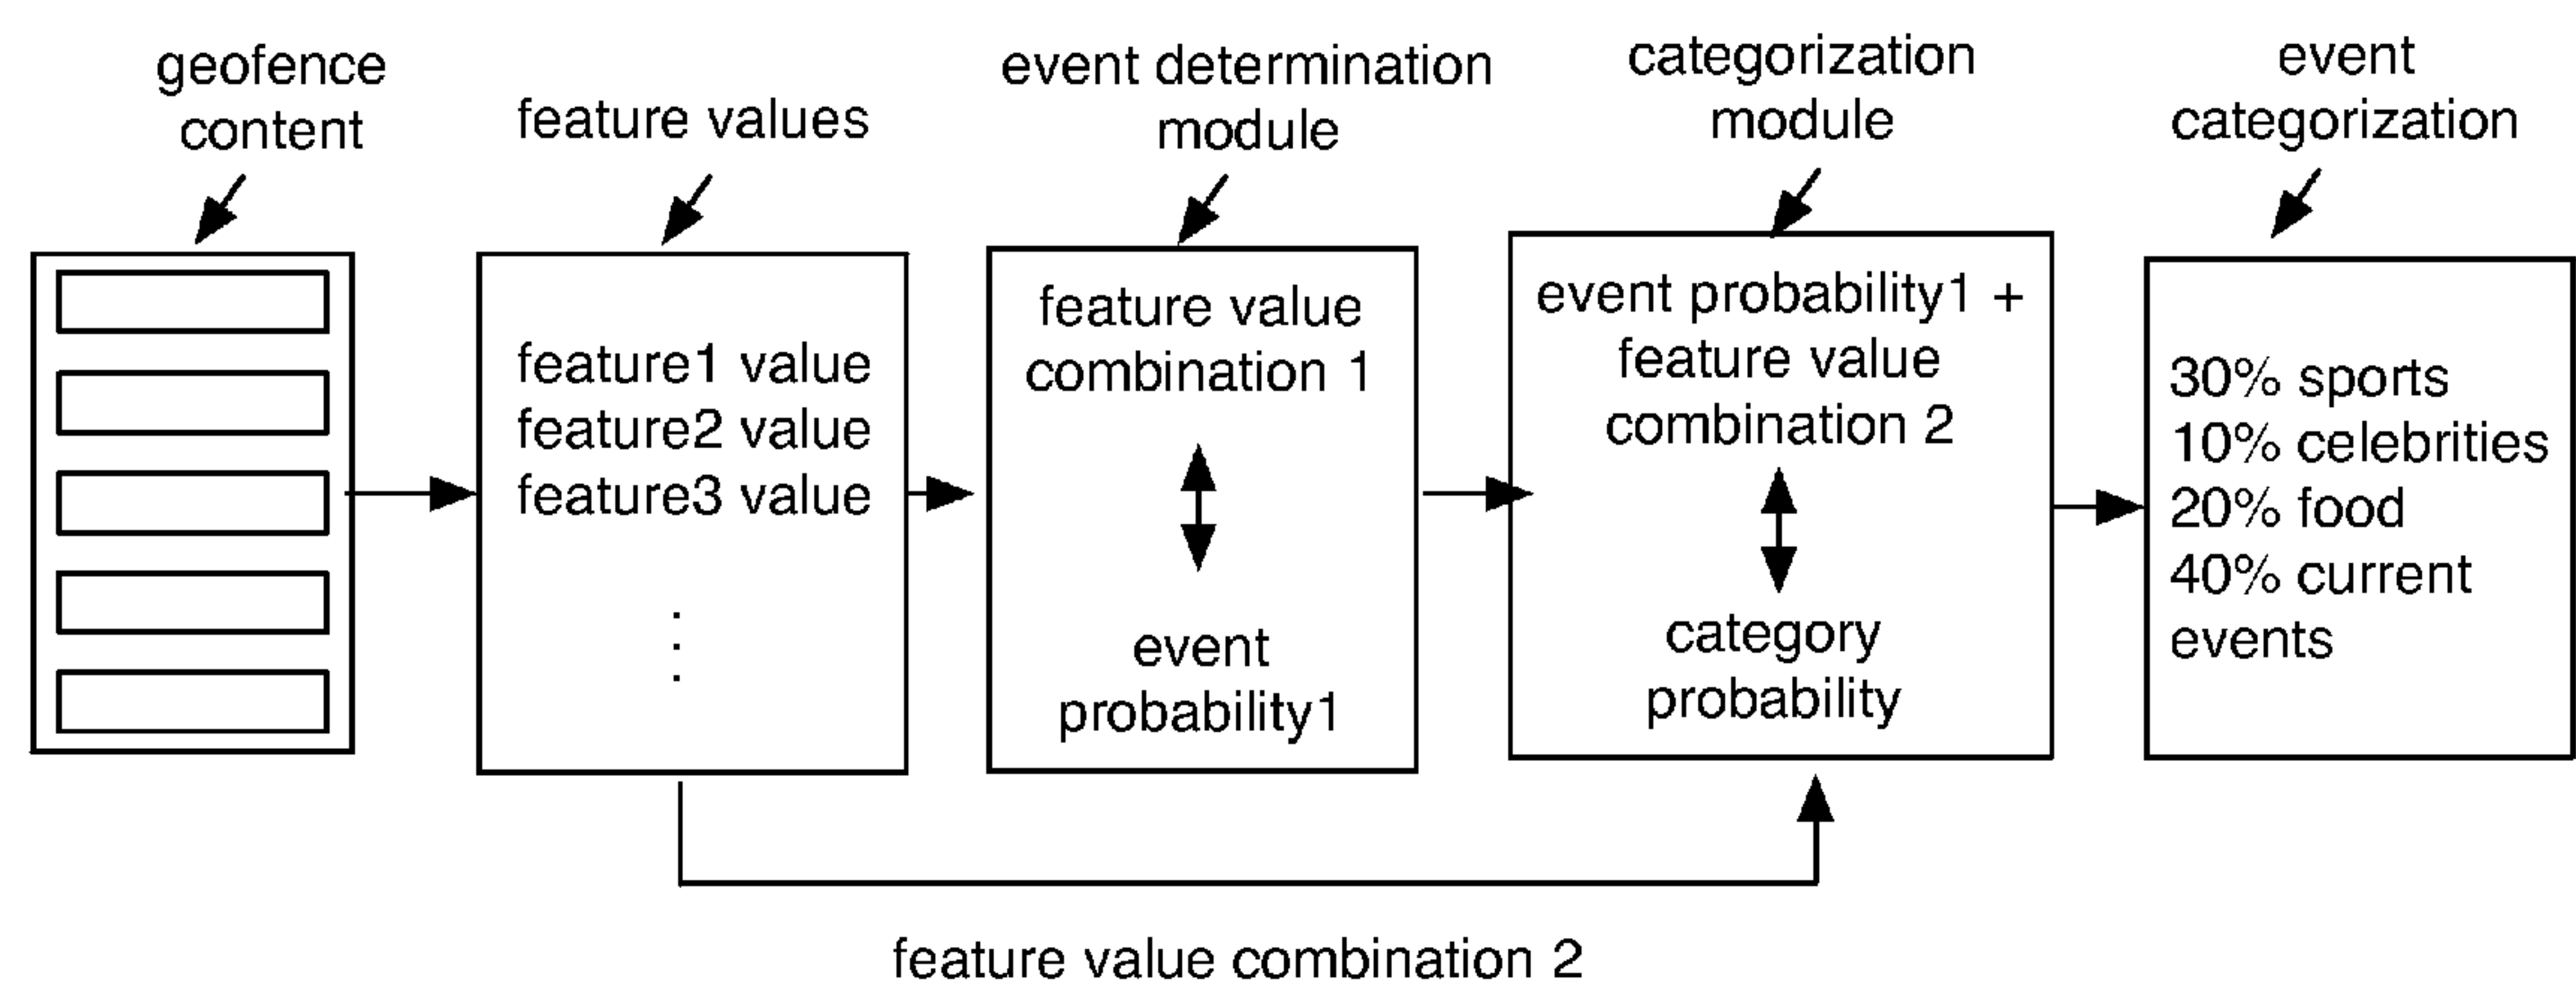 geofence
content
feature values
event determination
module
categorization
module
event
categorization
feature1 value
feature2 value
feature3 value
.
.
.
feature value
combination 1
event
probability1
event probability1 +
feature value
combination 2
category
probability
30% sports
10% celebrities
20% food
40% current
events
feature value combination 2